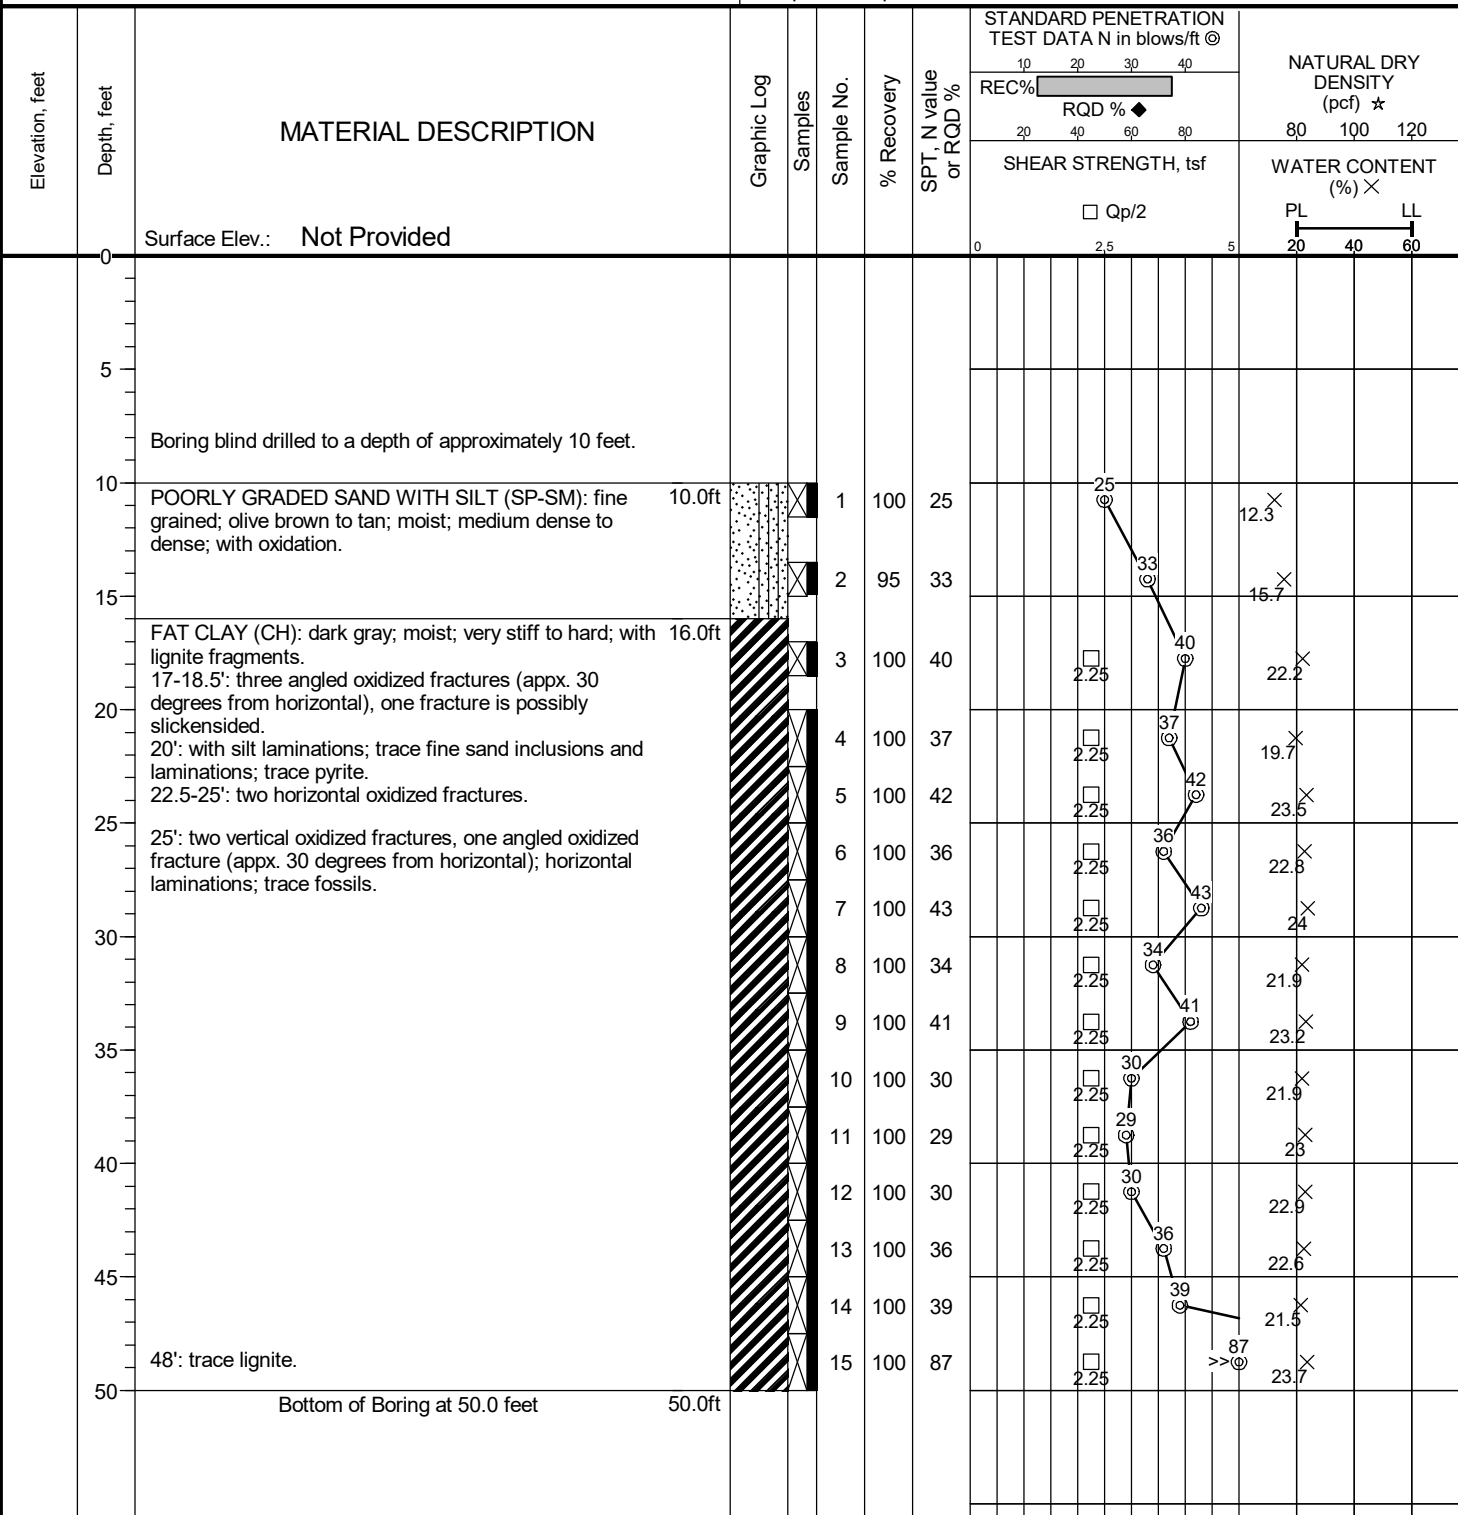 STANDARD PENETRATION
TEST DATA N in blows/ft ◎
10 20 30 40
REC%
RQD % ◆
20 40 60 80
SHEAR STRENGTH, tsf
□ Qp/2
0 2.5 5
NATURAL DRY
DENSITY
(pcf) ☆
80 100 120
WATER CONTENT
(%) ×
PL LL
20 40 60
Elevation, feet
Depth, feet
MATERIAL DESCRIPTION
Surface Elev.: Not Provided
Graphic Log
Samples
Sample No.
% Recovery
SPT, N value
or RQD %
0
5
Boring blind drilled to a depth of approximately 10 feet.
10
POORLY GRADED SAND WITH SILT (SP-SM): fine 10.0ft
grained; olive brown to tan; moist; medium dense to
dense; with oxidation.
1 100 25 25 12.3
2 95 33 33 15.7
15
FAT CLAY (CH): dark gray; moist; very stiff to hard; with 16.0ft
lignite fragments.
17-18.5': three angled oxidized fractures (appx. 30
degrees from horizontal), one fracture is possibly
slickensided.
3 100 40 2.25 40 22.2
20
20': with silt laminations; trace fine sand inclusions and
laminations; trace pyrite.
4 100 37 2.25 37 19.7
22.5-25': two horizontal oxidized fractures.
5 100 42 2.25 42 23.5
25
25': two vertical oxidized fractures, one angled oxidized
fracture (appx. 30 degrees from horizontal); horizontal
laminations; trace fossils.
6 100 36 2.25 36 22.8
7 100 43 2.25 43 24
30
8 100 34 2.25 34 21.9
9 100 41 2.25 41 23.2
35
10 100 30 2.25 30 21.9
11 100 29 2.25 29 23
40
12 100 30 2.25 30 22.9
13 100 36 2.25 36 22.6
45
14 100 39 2.25 39 21.5
48': trace lignite.
15 100 87 2.25 >> 87 23.7
50
Bottom of Boring at 50.0 feet 50.0ft